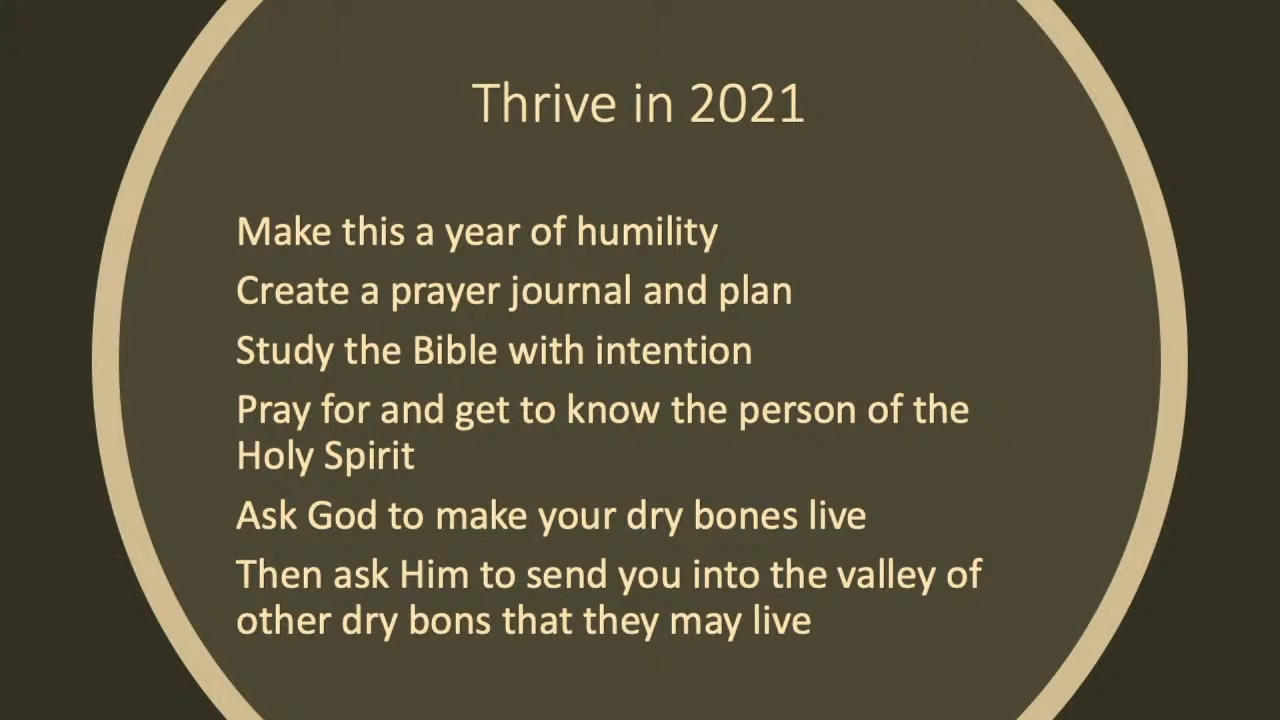 Thrive in 2021
Make this a year of humility
Create a prayer journal and plan
Study the Bible with intention
Pray for and get to know the person of the
Holy Spirit
Ask God to make your dry bones live
Then ask Him to send you into the valley of
other dry bons that they may live